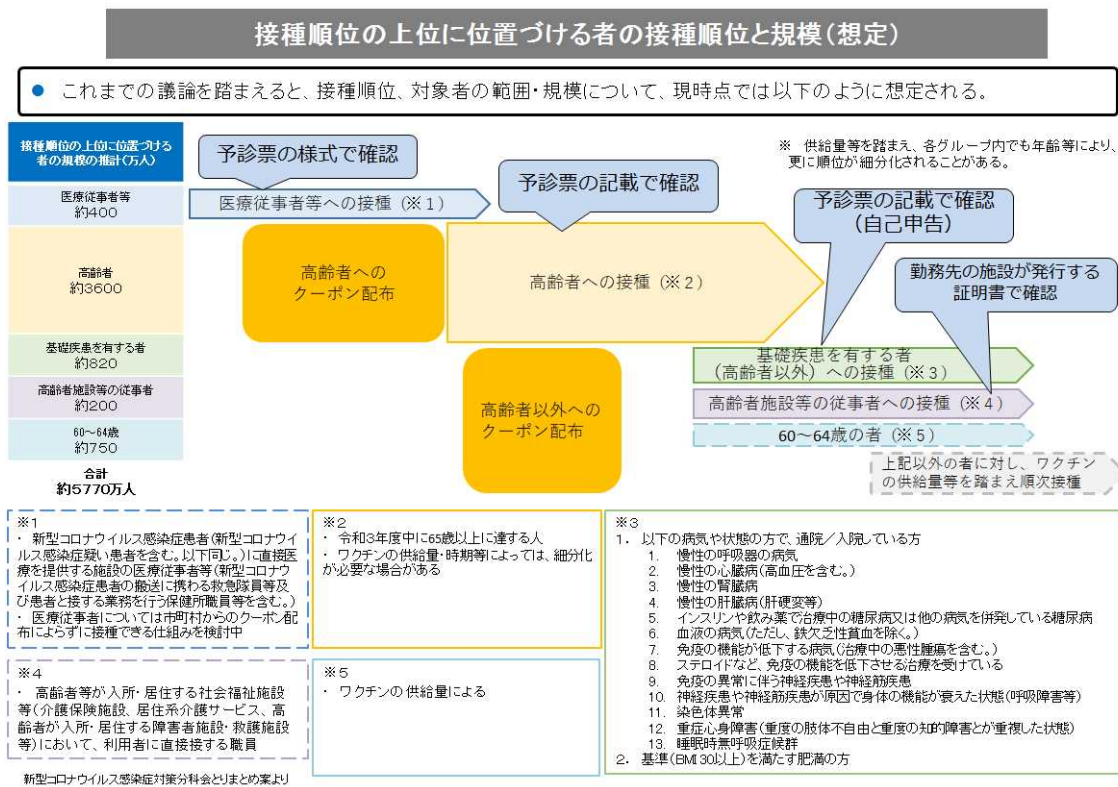 接種順位の上位に位置づける者の接種順位と規模（想定）
● これまでの議論を踏まえると、接種順位、対象者の範囲・規模について、現時点では以下のように想定される。
接種順位の上位に位置づける
者の規模の推計（万人）
予診票の様式で確認
※ 供給量等を踏まえ、各グループ内でも年齢等により、
更に順位が細分化されることがある。
医療従事者等
約400
医療従事者等への接種（※１）
予診票の記載で確認
予診票の記載で確認
（自己申告）
高齢者
約3600
高齢者への
クーポン配布
高齢者への接種（※２）
勤務先の施設が発行する
証明書で確認
基礎疾患を有する者
約820
基礎疾患を有する者
（高齢者以外）への接種（※３）
高齢者施設等の従事者
約200
高齢者以外への
クーポン配布
高齢者施設等の従事者への接種（※４）
60～64歳
約750
60～64歳の者（※５）
合計
約5770万人
上記以外の者に対し、ワクチン
の供給量等を踏まえ順次接種
※１
・ 新型コロナウイルス感染症患者（新型コロナウイ
ルス感染症疑い患者を含む。以下同じ。）に直接医
療を提供する施設の医療従事者等（新型コロナウ
イルス感染症患者の搬送に携わる救急隊員等及
び患者と接する業務を行う保健所職員等を含む。）
・ 医療従事者については市町村からのクーポン配
布によらずに接種できる仕組みを検討中
※２
・ 令和３年度中に65歳以上に達する人
・ ワクチンの供給量・時期等によっては、細分化
が必要な場合がある
※３
１． 以下の病気や状態の方で、通院／入院している方
1. 慢性の呼吸器の病気
2. 慢性の心臓病（高血圧を含む。）
3. 慢性の腎臓病
4. 慢性の肝臓病（肝硬変等）
5. インスリンや飲み薬で治療中の糖尿病又は他の病気を併発している糖尿病
6. 血液の病気（ただし、鉄欠乏性貧血を除く。）
7. 免疫の機能が低下する病気（治療中の悪性腫瘍を含む。）
8. ステロイドなど、免疫の機能を低下させる治療を受けている
9. 免疫の異常に伴う神経疾患や神経筋疾患
10. 神経疾患や神経筋疾患が原因で身体の機能が衰えた状態（呼吸障害等）
11. 染色体異常
12. 重症心身障害（重度の肢体不自由と重度の知的障害とが重複した状態）
13. 睡眠時無呼吸症候群
２． 基準（BMI 30以上）を満たす肥満の方
※４
・ 高齢者等が入所・居住する社会福祉施設
等（介護保険施設、居住系介護サービス、高
齢者が入所・居住する障害者施設・救護施設
等）において、利用者に直接接する職員
※５
・ ワクチンの供給量による
新型コロナウイルス感染症対策分科会とりまとめ案より